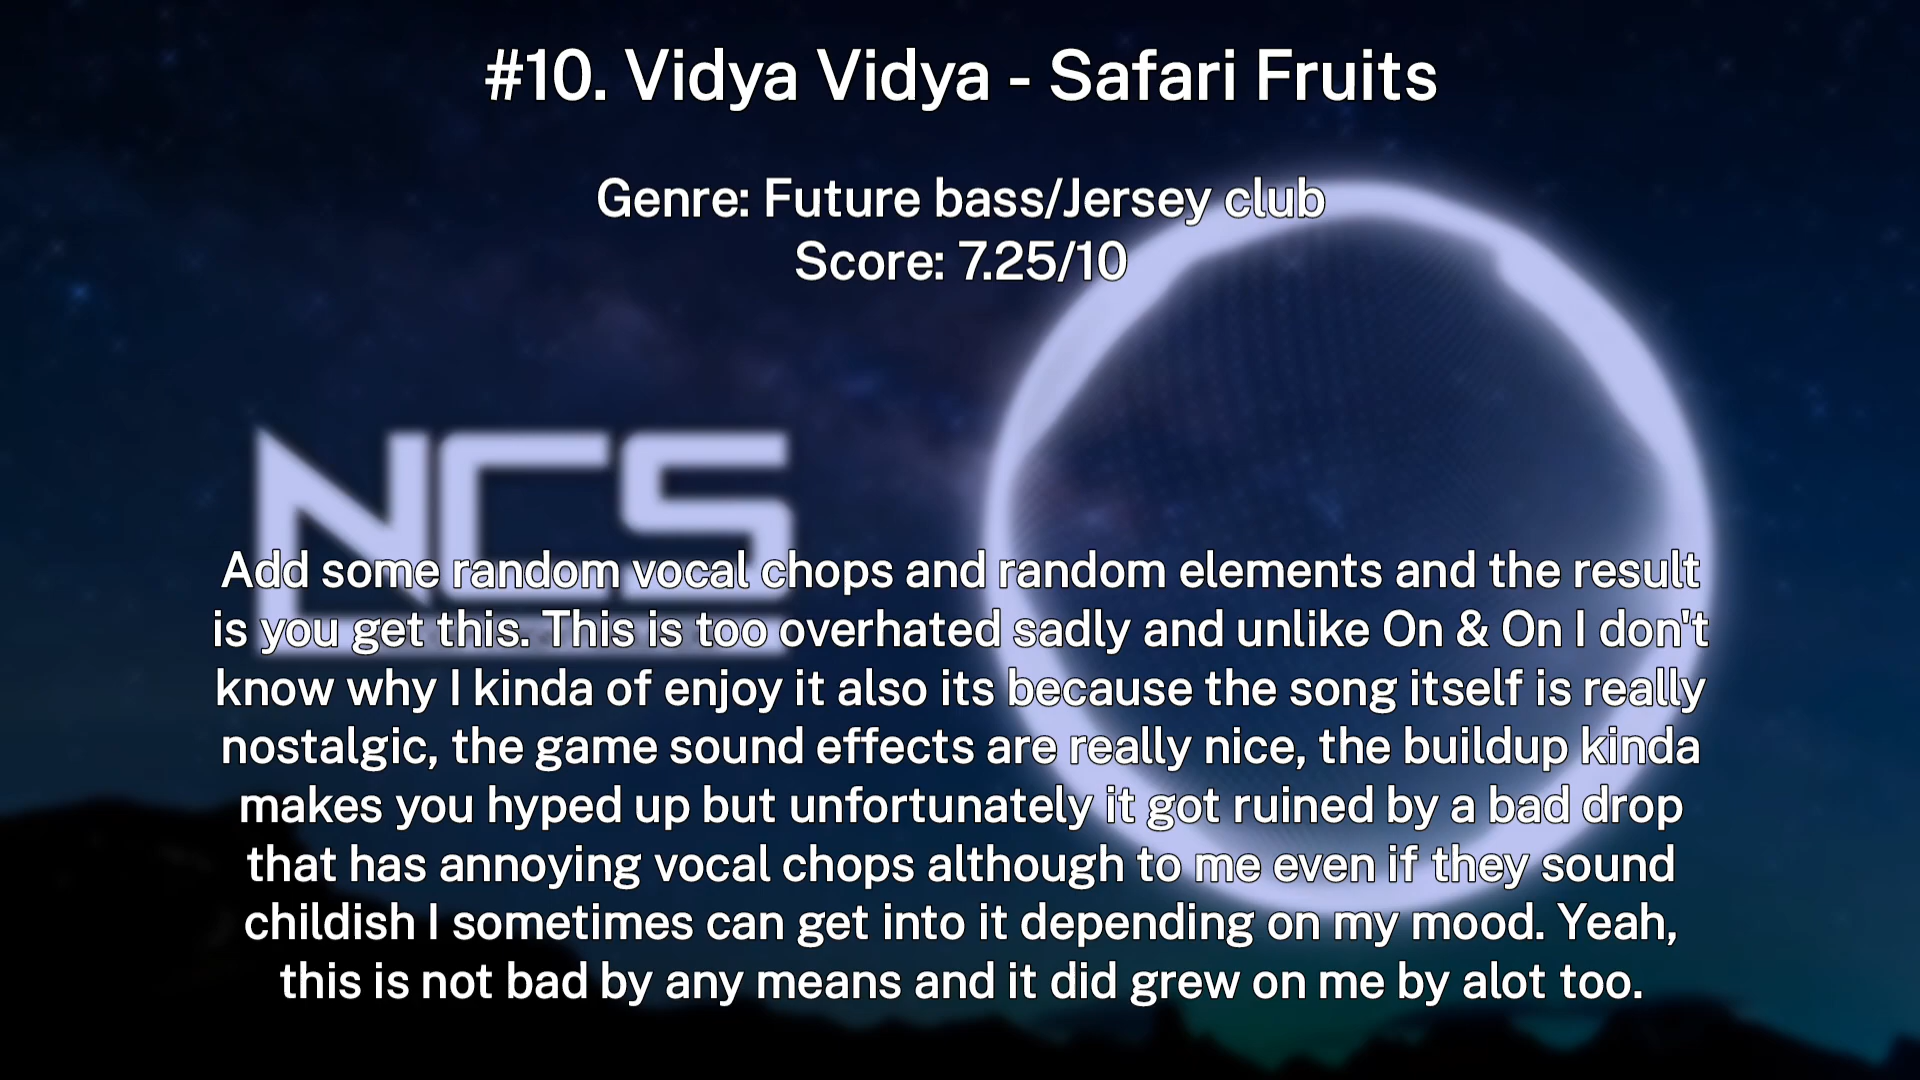 #10. Vidya Vidya - Safari Fruits
Genre: Future bass/Jersey club
Score: 7.25/10
NCS
Add some random vocal chops and random elements and the result
is you get this. This is too overhated sadly and unlike On & On I don't
know why I kinda of enjoy it also its because the song itself is really
nostalgic, the game sound effects are really nice, the buildup kinda
makes you hyped up but unfortunately it got ruined by a bad drop
that has annoying vocal chops although to me even if they sound
childish I sometimes can get into it depending on my mood. Yeah,
this is not bad by any means and it did grew on me by alot too.